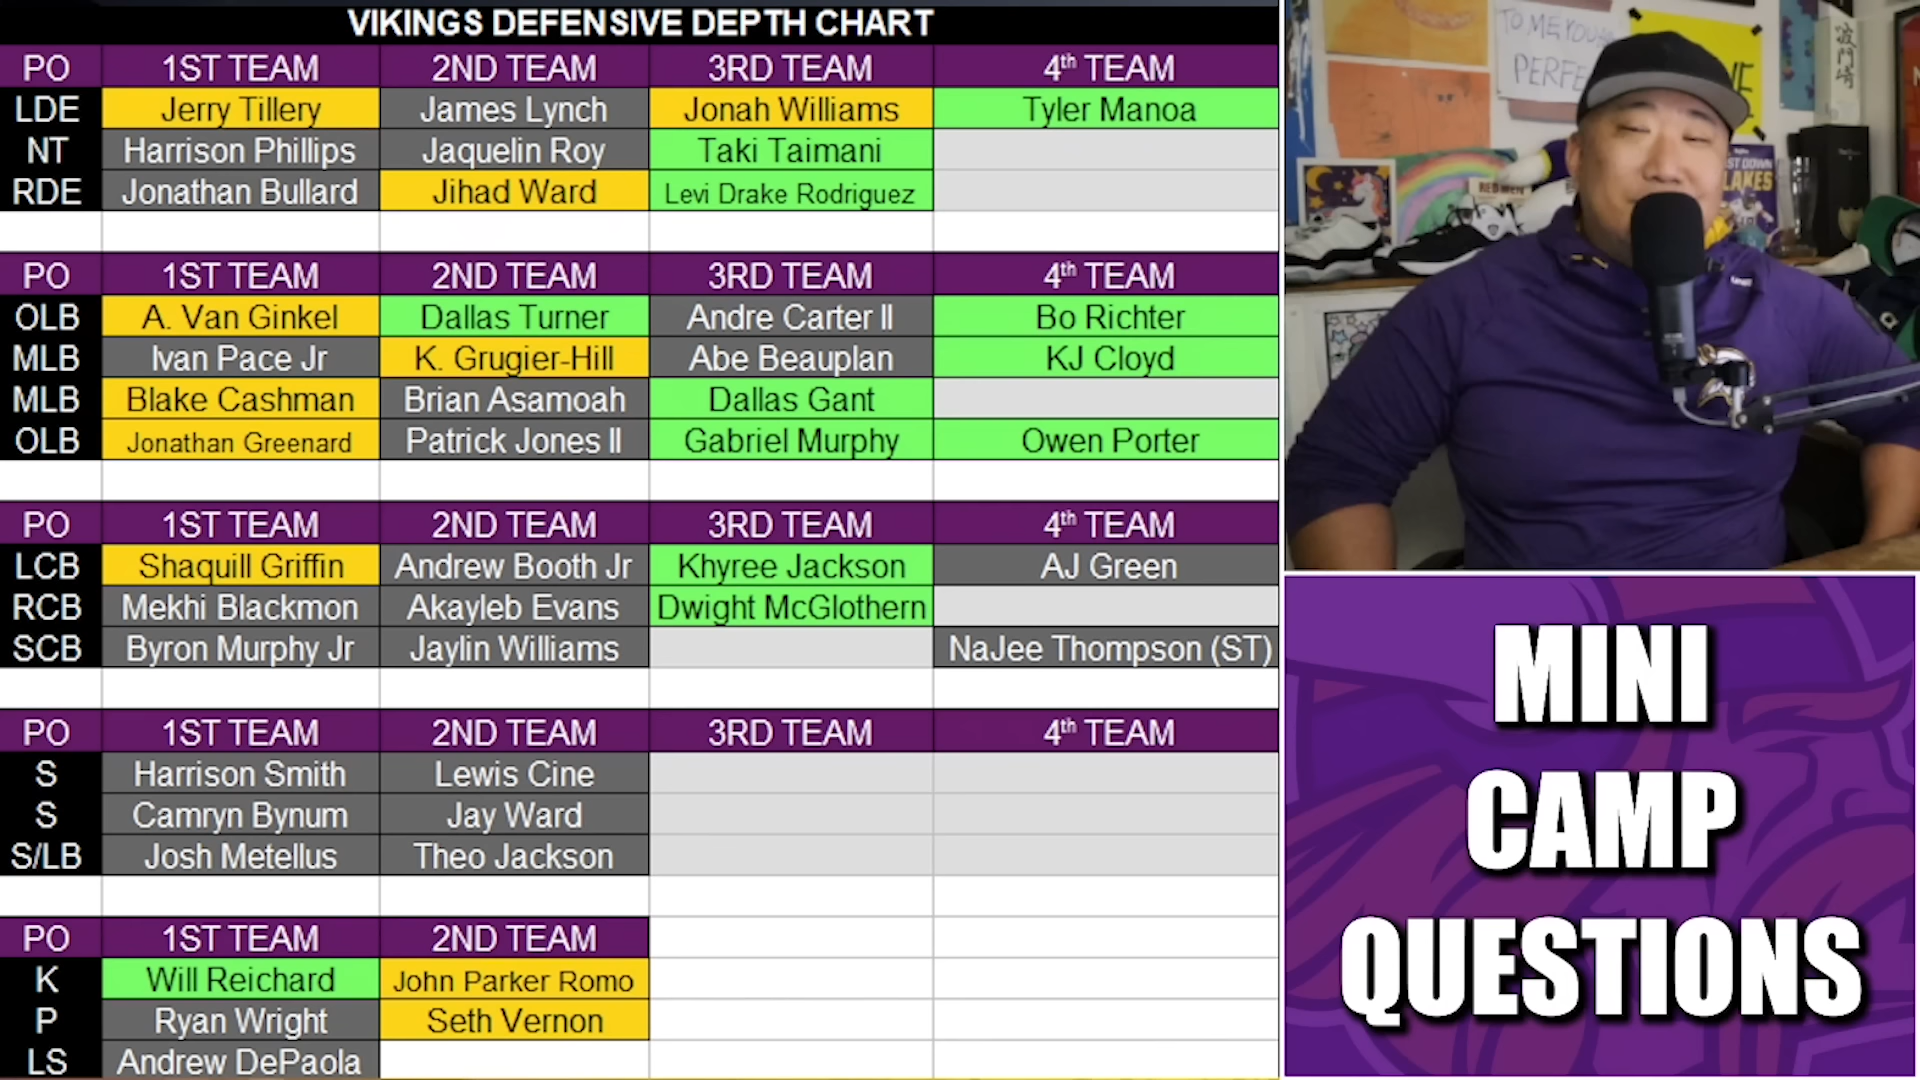 VIKINGS DEFENSIVE DEPTH CHART
PO 1ST TEAM 2ND TEAM 3RD TEAM 4th TEAM
LDE Jerry Tillery James Lynch Jonah Williams Tyler Manoa
NT Harrison Phillips Jaquelin Roy Taki Taimani
RDE Jonathan Bullard Jihad Ward Levi Drake Rodriguez
PO 1ST TEAM 2ND TEAM 3RD TEAM 4th TEAM
OLB A. Van Ginkel Dallas Turner Andre Carter II Bo Richter
MLB Ivan Pace Jr K. Grugier-Hill Abe Beauplan KJ Cloyd
MLB Blake Cashman Brian Asamoah Dallas Gant
OLB Jonathan Greenard Patrick Jones II Gabriel Murphy Owen Porter
PO 1ST TEAM 2ND TEAM 3RD TEAM 4th TEAM
LCB Shaquill Griffin Andrew Booth Jr Khyree Jackson AJ Green
RCB Mekhi Blackmon Akayleb Evans Dwight McGlothern
SCB Byron Murphy Jr Jaylin Williams NaJee Thompson (ST)
PO 1ST TEAM 2ND TEAM 3RD TEAM 4th TEAM
S Harrison Smith Lewis Cine
S Camryn Bynum Jay Ward
S/LB Josh Metellus Theo Jackson
PO 1ST TEAM 2ND TEAM
K Will Reichard John Parker Romo
P Ryan Wright Seth Vernon
LS Andrew DePaola
TO ME YOU
MINI
CAMP
QUESTIONS